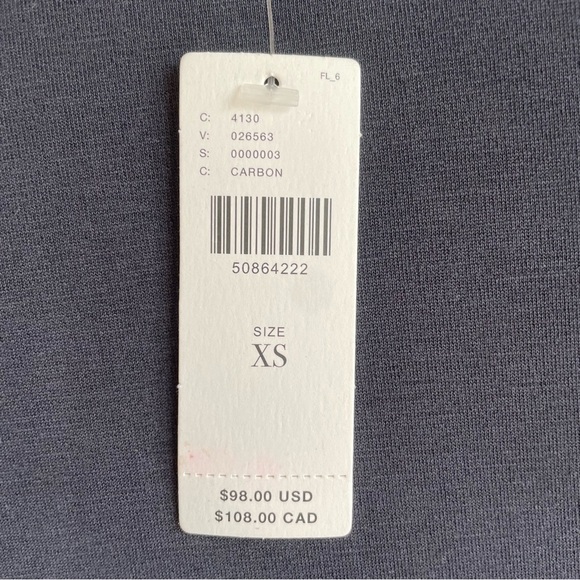 FL_6
C: 4130
V: 026563
S: 0000003
C: CARBON
50864222
SIZE
XS
$98.00 USD
$108.00 CAD